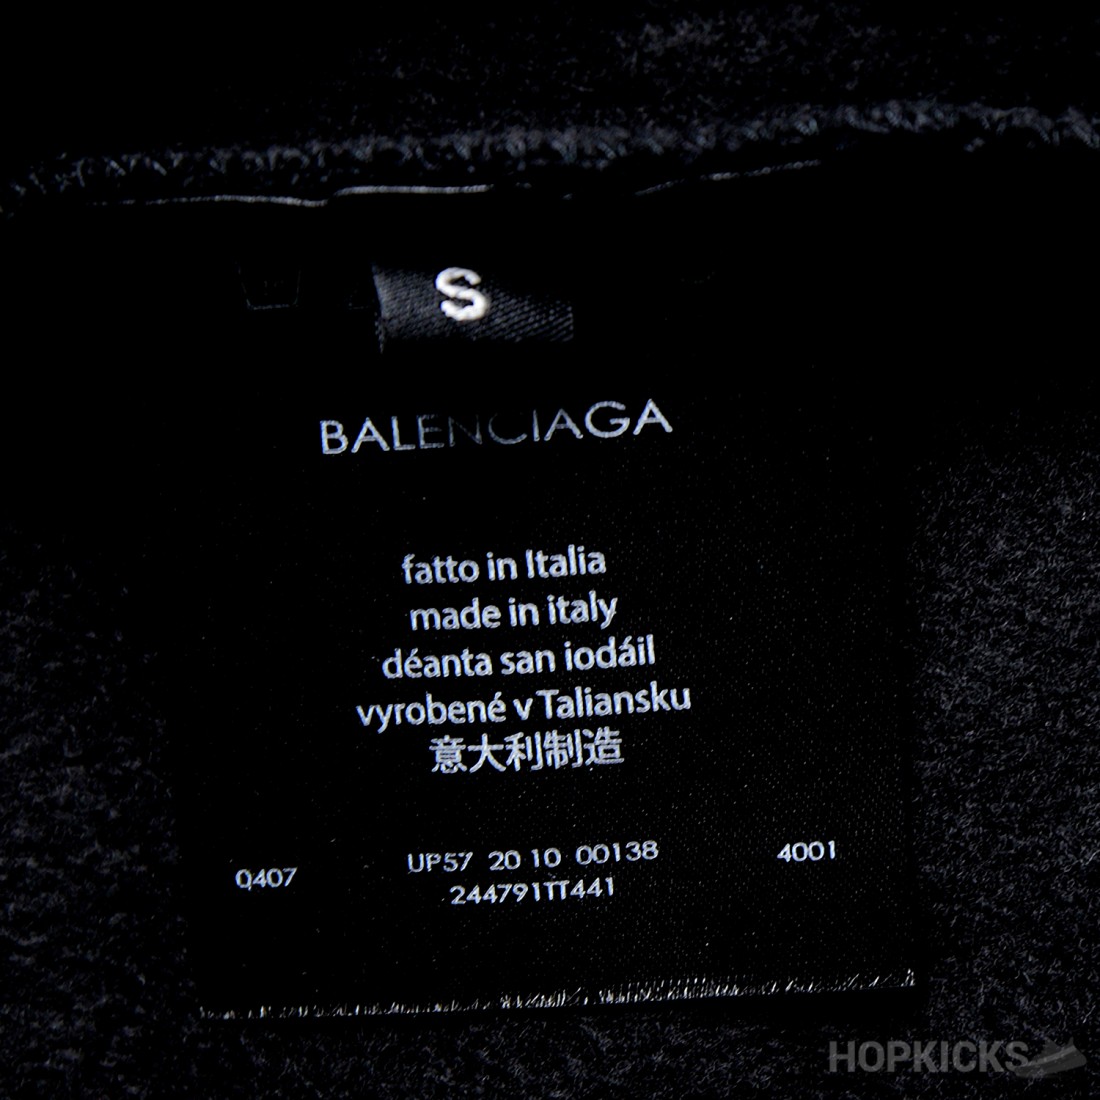 S
BALENCIAGA
fatto in Italia
made in italy
déanta san iodáil
vyrobené v Taliansku
意大利制造
0407 UP57 20 10 00138 4001
244791TT441
HOPKICKS